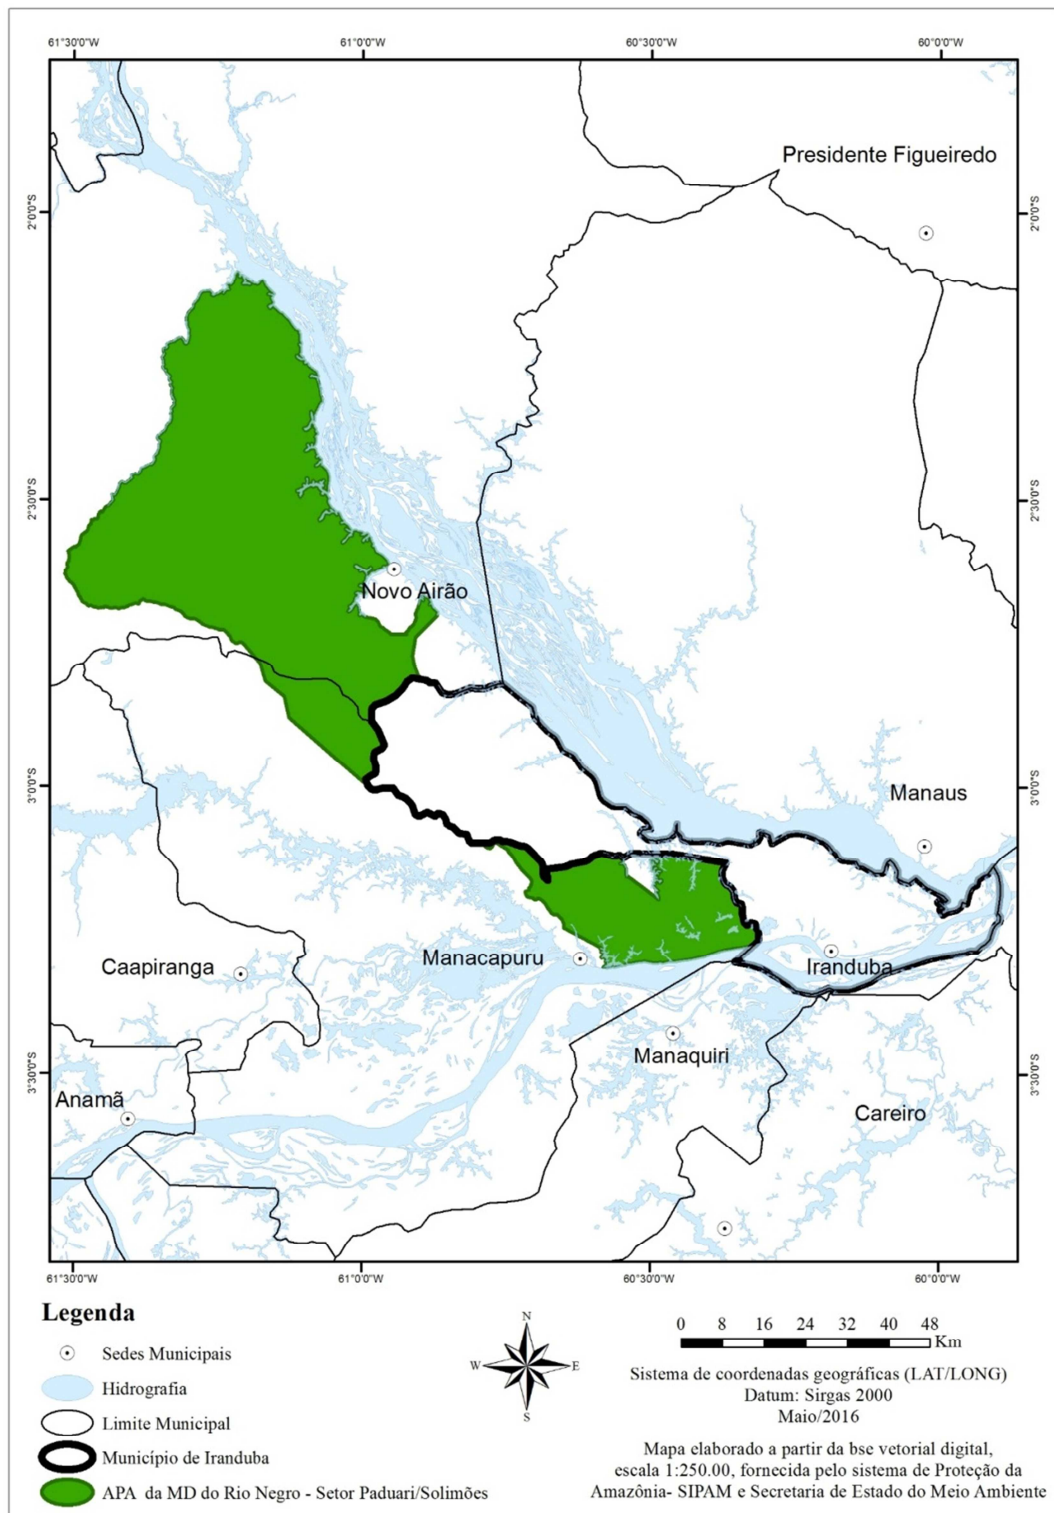 61°30'0"W 61°0'0"W 60°30'0"W 60°0'0"W
Presidente Figueiredo
2°0'0"S 2°0'0"S
2°30'0"S 2°30'0"S
Novo Airão
3°0'0"S 3°0'0"S
Manaus
Manacapuru
Caapiranga
Iranduba
Manaquiri
3°30'0"S 3°30'0"S
Anamã
Careiro
61°30'0"W 61°0'0"W 60°30'0"W 60°0'0"W
Legenda
Sedes Municipais
Hidrografia
Limite Municipal
Município de Iranduba
APA da MD do Rio Negro - Setor Paduari/Solimões
N
W E
S
0 8 16 24 32 40 48
Km
Sistema de coordenadas geográficas (LAT/LONG)
Datum: Sirgas 2000
Maio/2016
Mapa elaborado a partir da bse vetorial digital,
escala 1:250.00, fornecida pelo sistema de Proteção da
Amazônia- SIPAM e Secretaria de Estado do Meio Ambiente